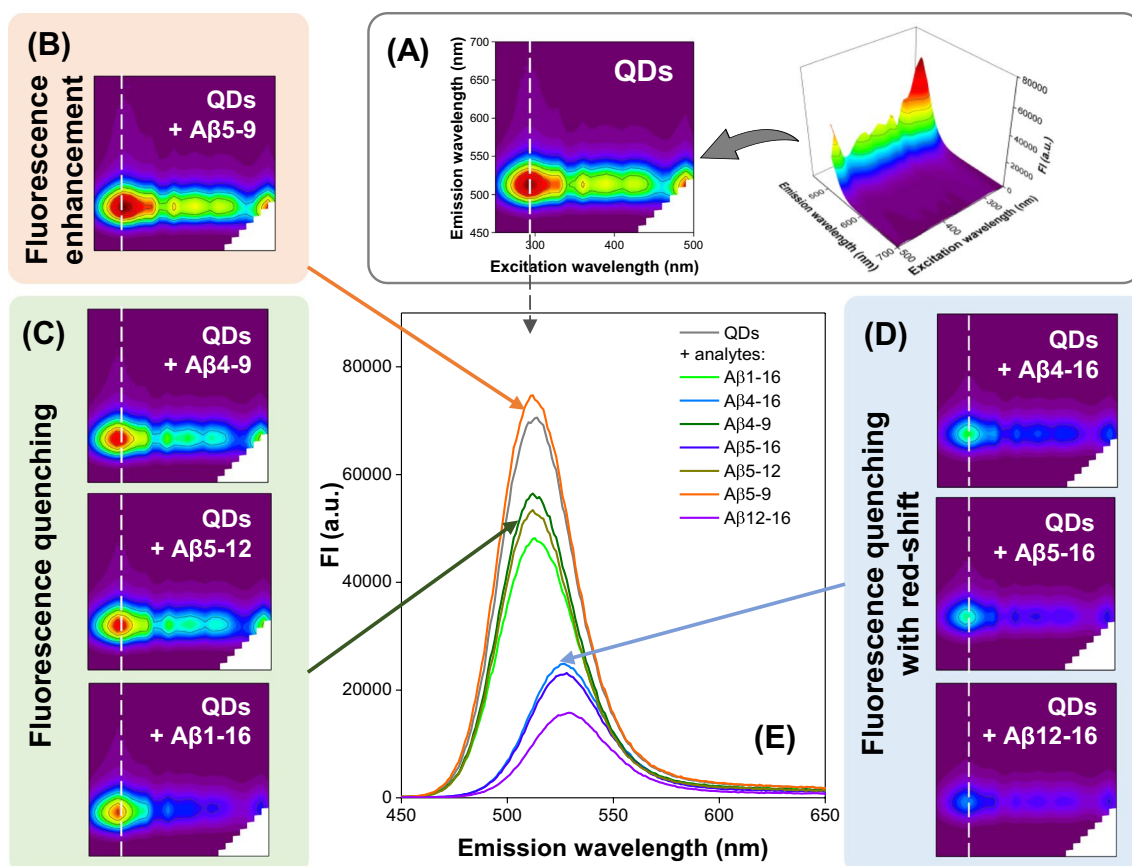 (B)
Fluorescence
enhancement
QDs
+ Aβ5-9
(A)
QDs
Emission wavelength (nm)
700
650
600
550
500
450
300
400
500
Excitation wavelength (nm)
80000
60000
40000
20000
0
FI (a.u.)
500
600
700
Emission wavelength (nm)
500
400
300
Excitation wavelength (nm)
(C)
Fluorescence quenching
QDs
+ Aβ4-9
QDs
+ Aβ5-12
QDs
+ Aβ1-16
(E)
FI (a.u.)
80000
60000
40000
20000
0
450
500
550
600
650
Emission wavelength (nm)
QDs
+ analytes:
Aβ1-16
Aβ4-16
Aβ4-9
Aβ5-16
Aβ5-12
Aβ5-9
Aβ12-16
(D)
Fluorescence quenching
with red-shift
QDs
+ Aβ4-16
QDs
+ Aβ5-16
QDs
+ Aβ12-16